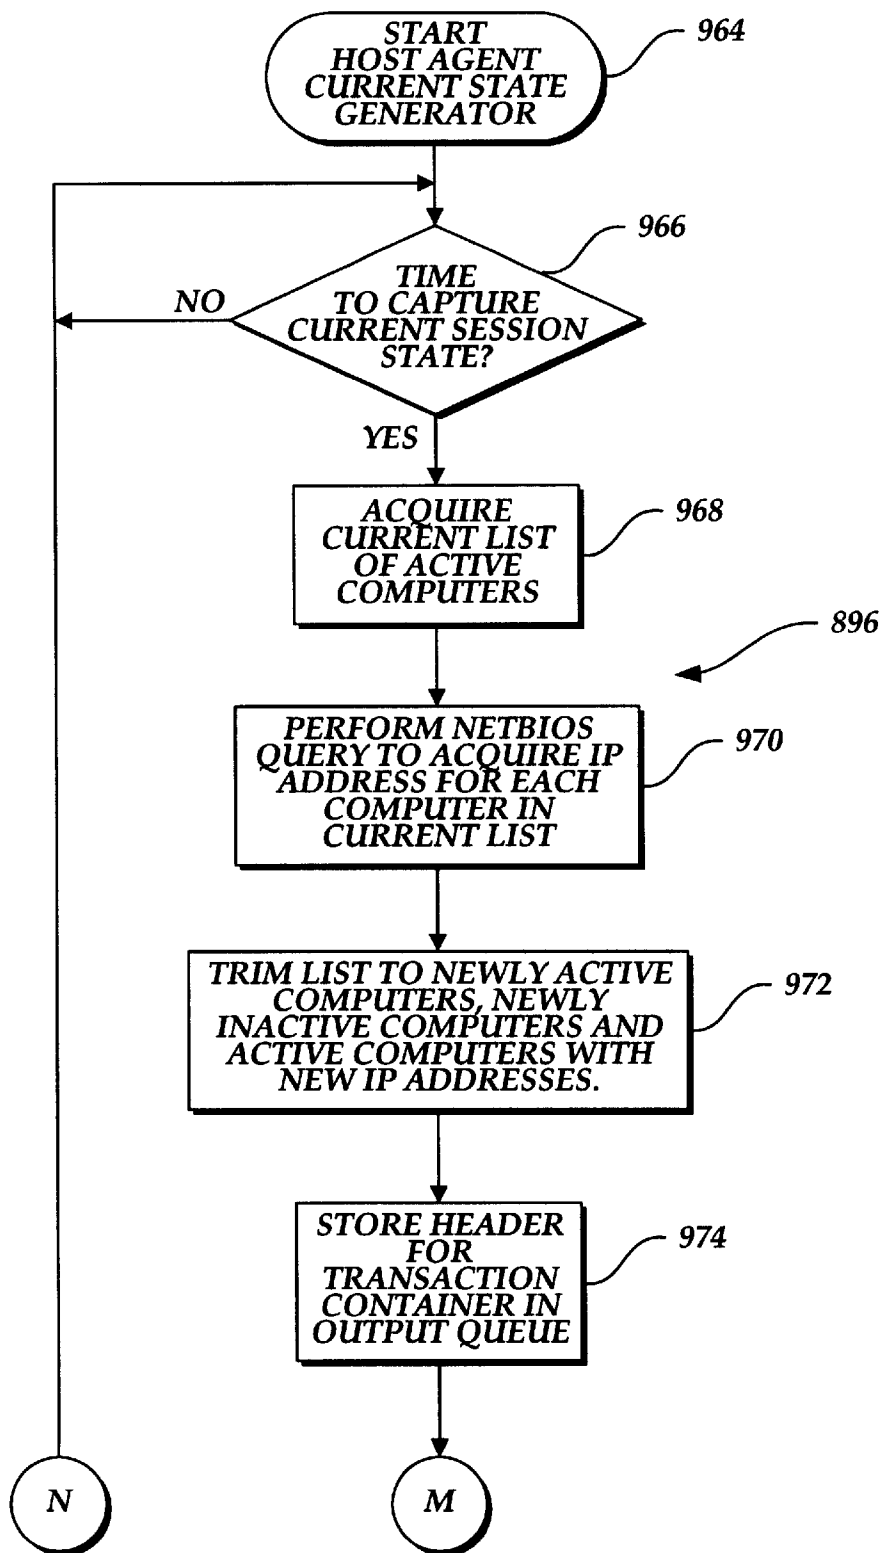 START
HOST AGENT
CURRENT STATE
GENERATOR
964
966
TIME
TO CAPTURE
CURRENT SESSION
STATE?
NO
YES
ACQUIRE
CURRENT LIST
OF ACTIVE
COMPUTERS
968
896
PERFORM NETBIOS
QUERY TO ACQUIRE IP
ADDRESS FOR EACH
COMPUTER IN
CURRENT LIST
970
TRIM LIST TO NEWLY ACTIVE
COMPUTERS, NEWLY
INACTIVE COMPUTERS AND
ACTIVE COMPUTERS WITH
NEW IP ADDRESSES.
972
STORE HEADER
FOR
TRANSACTION
CONTAINER IN
OUTPUT QUEUE
974
N
M